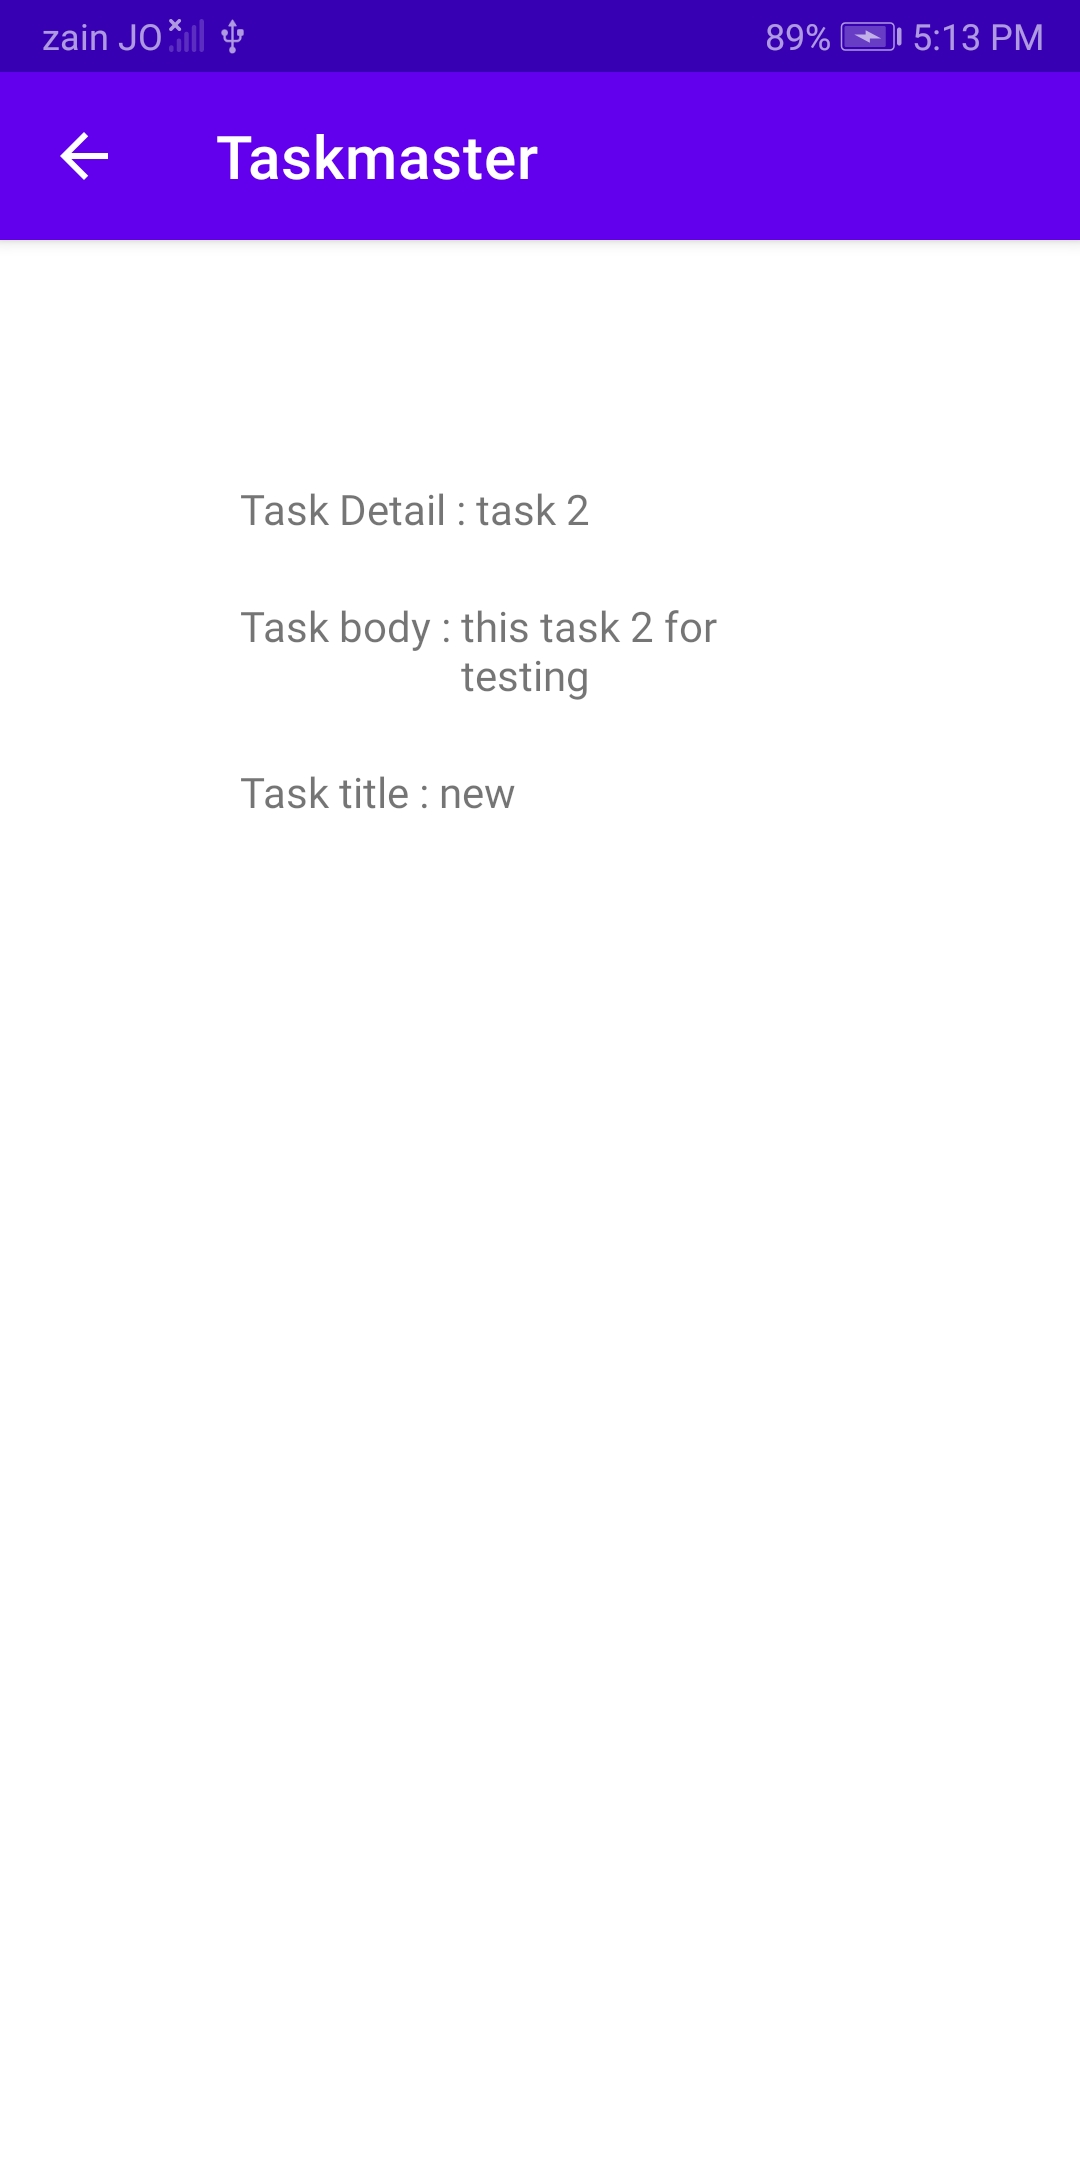 zain JO 89% 5:13 PM
Taskmaster
Task Detail : task 2
Task body : this task 2 for
testing
Task title : new